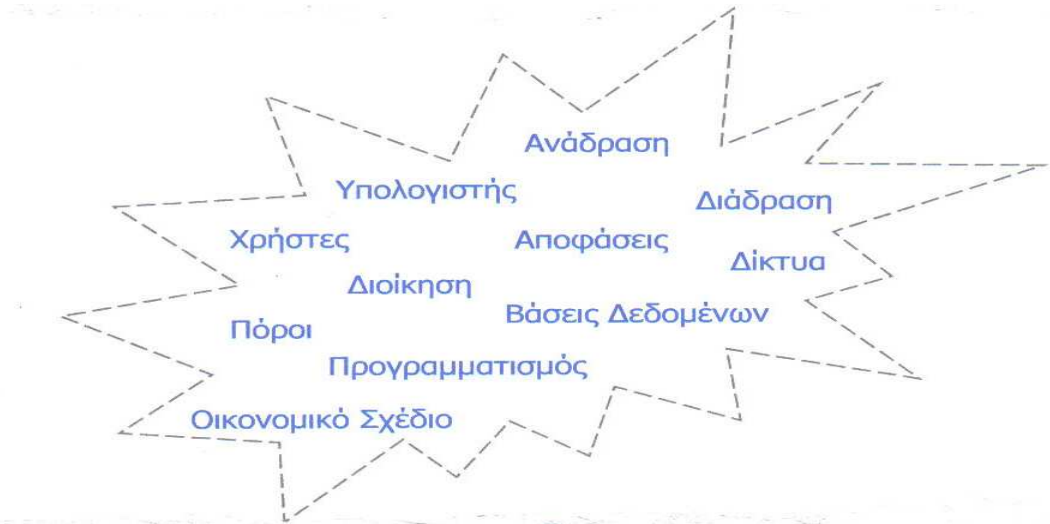 Ανάδραση
Υπολογιστής
Διάδραση
Χρήστες
Αποφάσεις
Δίκτυα
Διοίκηση
Βάσεις Δεδομένων
Πόροι
Προγραμματισμός
Οικονομικό Σχέδιο